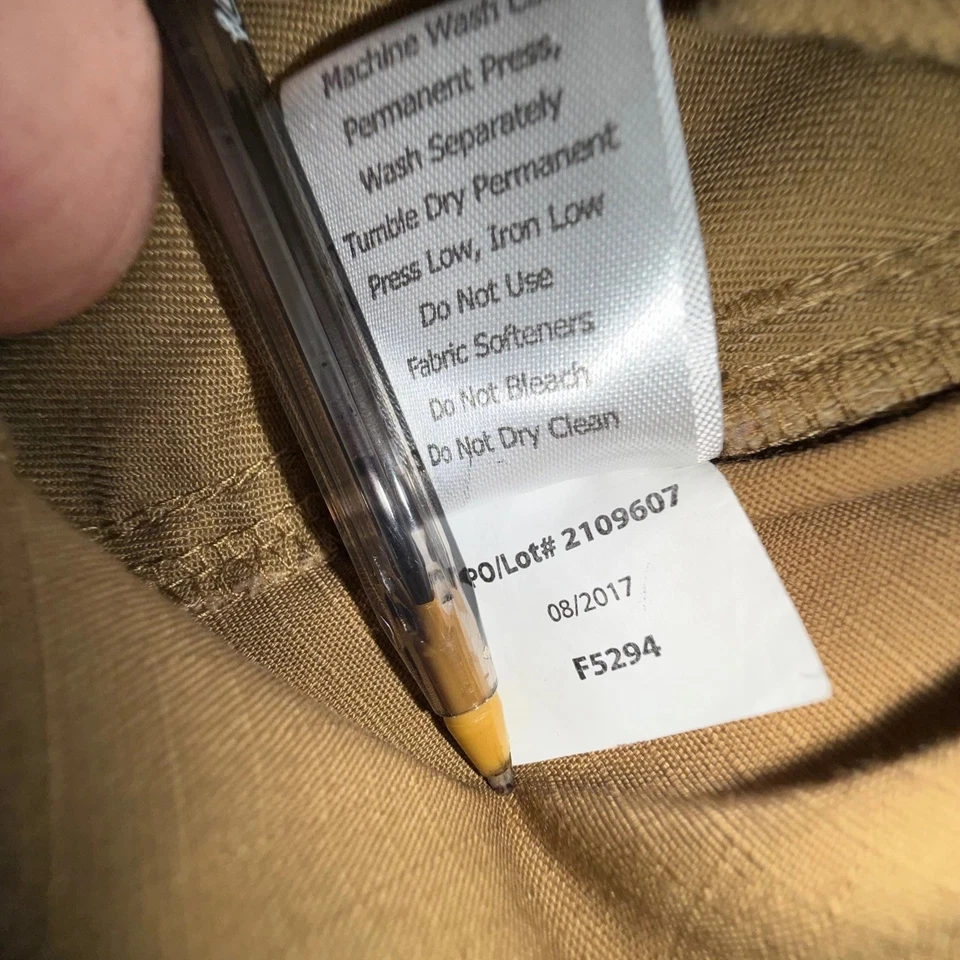 Machine Wash
Permanent Press,
Wash Separately
Tumble Dry Permanent
Press Low, Iron Low
Do Not Use
Fabric Softeners
Do Not Bleach
Do Not Dry Clean
PO/Lot# 2109607
08/2017
F5294